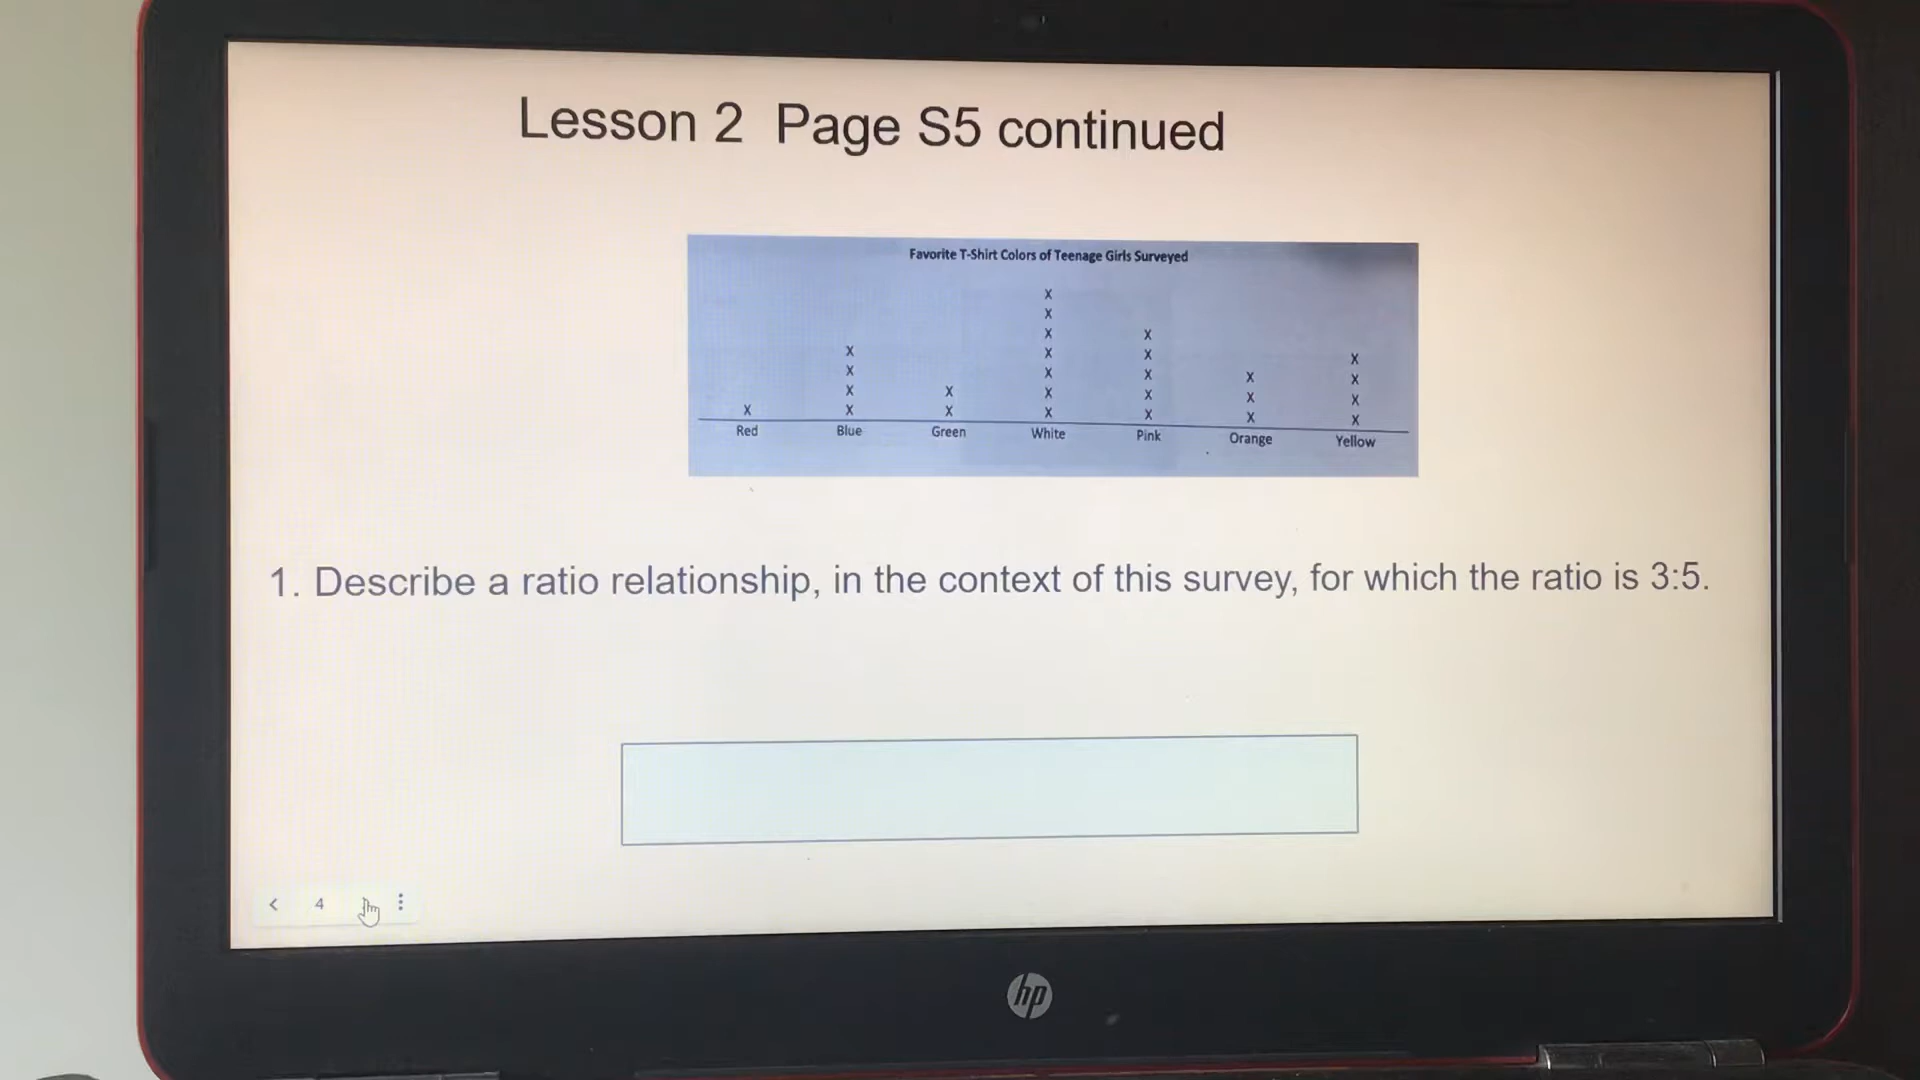 Lesson 2 Page S5 continued
Favorite T-Shirt Colors of Teenage Girls Surveyed
X
X
X X
X X X X
X X X X X
X X X X X X
X X X X X X X
Red Blue Green White Pink Orange Yellow
1. Describe a ratio relationship, in the context of this survey, for which the ratio is 3:5.
< 4
hp